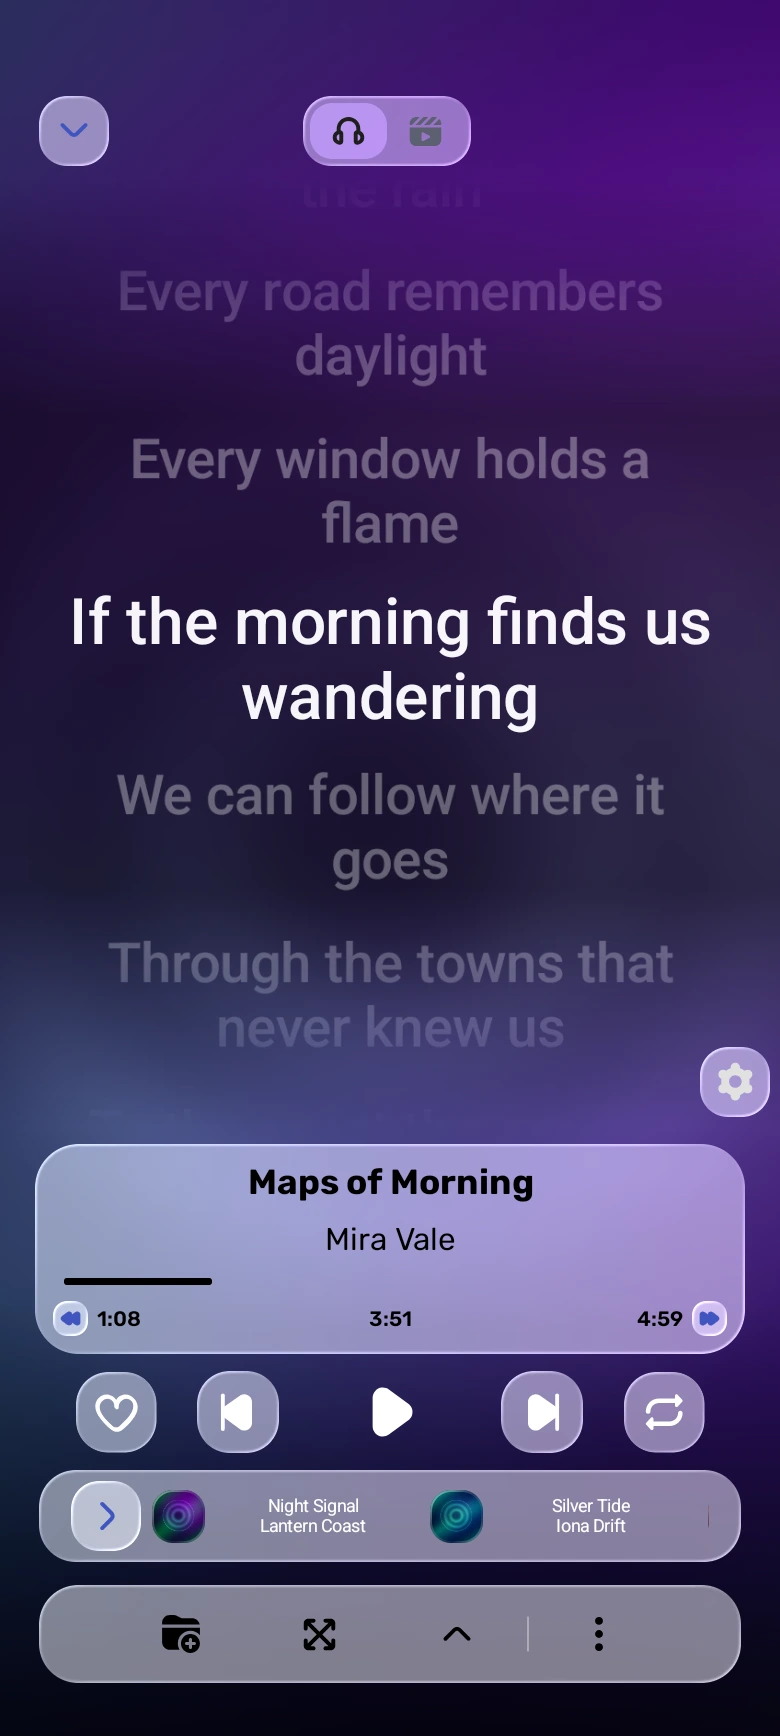 the rain
Every road remembers
daylight
Every window holds a
flame
If the morning finds us
wandering
We can follow where it
goes
Through the towns that
never knew us
Maps of Morning
Mira Vale
1:08 3:51 4:59
Night Signal
Lantern Coast
Silver Tide
Iona Drift